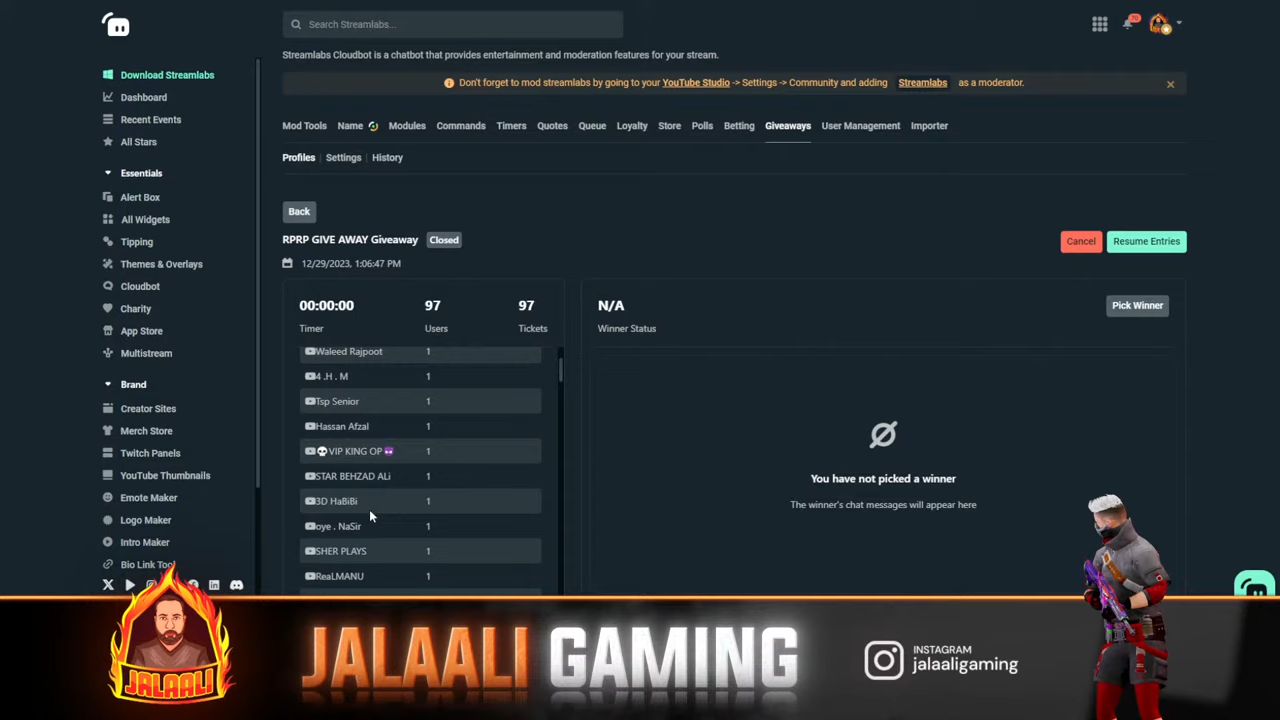 Search Streamlabs...
70
Download Streamlabs
Dashboard
Recent Events
All Stars
Essentials
Alert Box
All Widgets
Tipping
Themes & Overlays
Cloudbot
Charity
App Store
Multistream
Brand
Creator Sites
Merch Store
Twitch Panels
YouTube Thumbnails
Emote Maker
Logo Maker
Intro Maker
Bio Link Tool
Streamlabs Cloudbot is a chatbot that provides entertainment and moderation features for your stream.
Don't forget to mod streamlabs by going to your YouTube Studio -> Settings -> Community and adding Streamlabs as a moderator.
Mod Tools Name Modules Commands Timers Quotes Queue Loyalty Store Polls Betting Giveaways User Management Importer
Profiles Settings History
Back
RPRP GIVE AWAY Giveaway Closed
Cancel Resume Entries
12/29/2023, 1:06:47 PM
00:00:00 97 97
Timer Users Tickets
Waleed Rajpoot 1
4 .H . M 1
Tsp Senior 1
Hassan Afzal 1
💀VIP KING OP😈 1
STAR BEHZAD ALi 1
3D HaBiBi 1
oye . NaSir 1
SHER PLAYS 1
ReaLMANU 1
N/A Pick Winner
Winner Status
You have not picked a winner
The winner's chat messages will appear here
JALAALI
JALAALI GAMING
INSTAGRAM
jalaaligaming